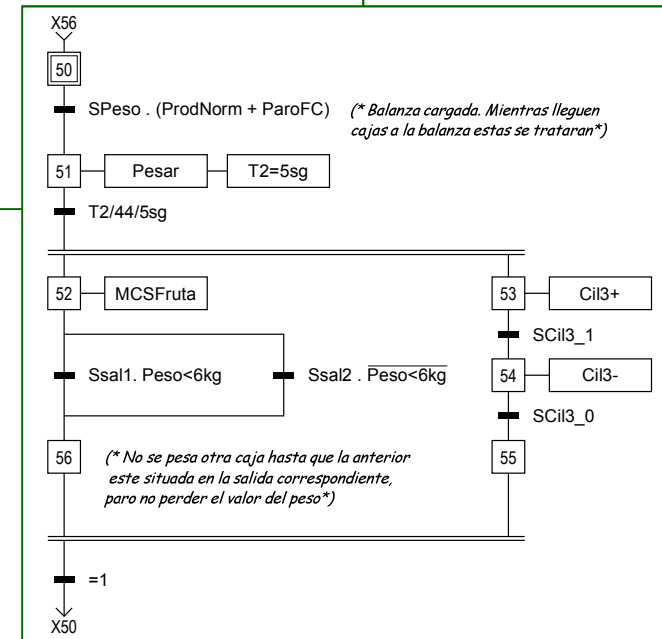 X56
50
SPeso . (ProdNorm + ParoFC)
(* Balanza cargada. Mientras lleguen
cajas a la balanza estas se trataran*)
51 Pesar T2=5sg
T2/44/5sg
52 MCSFruta
53 Cil3+
SCil3_1
Ssal1. Peso<6kg
Ssal2 . Peso<6kg
54 Cil3-
SCil3_0
56
(* No se pesa otra caja hasta que la anterior
este situada en la salida correspondiente,
paro no perder el valor del peso*)
55
=1
X50